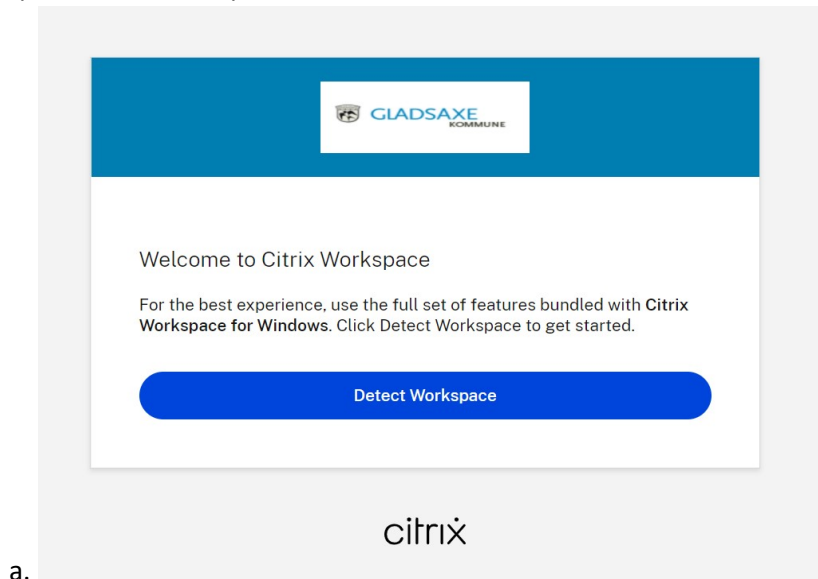 GLADSAXE
KOMMUNE
Welcome to Citrix Workspace
For the best experience, use the full set of features bundled with Citrix
Workspace for Windows. Click Detect Workspace to get started.
Detect Workspace
citrix
a.